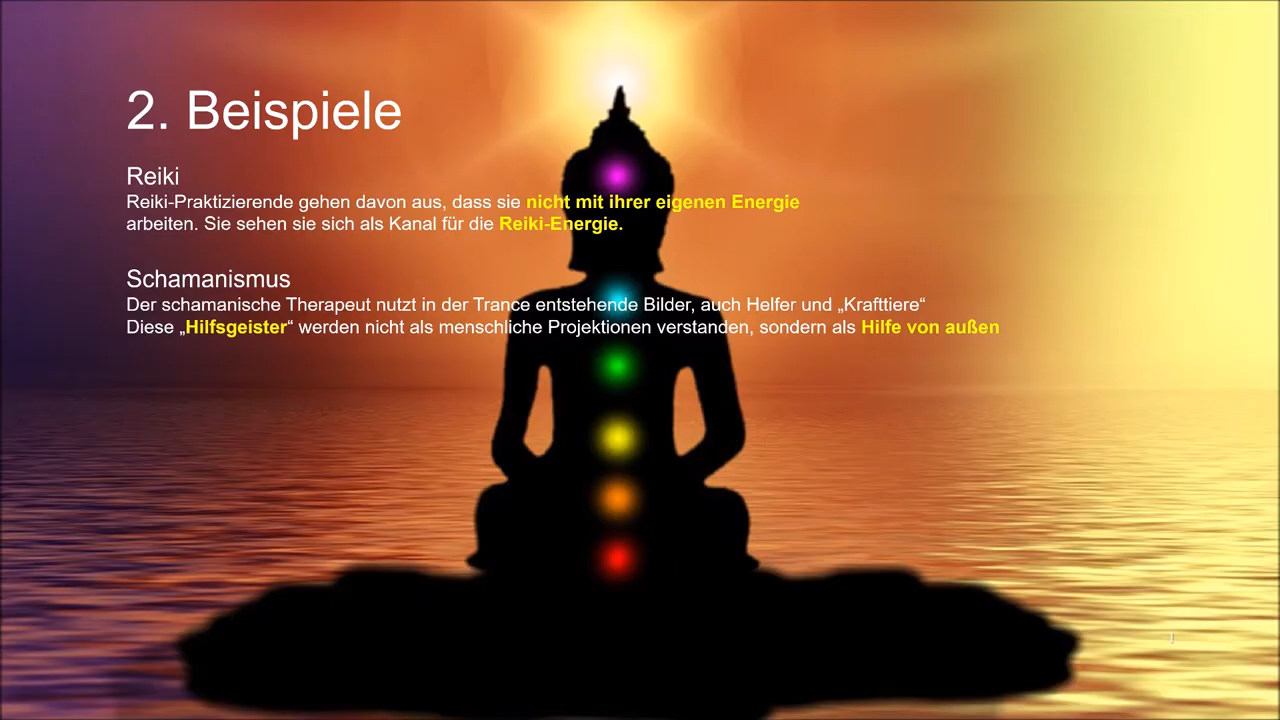 2. Beispiele
Reiki
Reiki-Praktizierende gehen davon aus, dass sie nicht mit ihrer eigenen Energie
arbeiten. Sie sehen sie sich als Kanal für die Reiki-Energie.
Schamanismus
Der schamanische Therapeut nutzt in der Trance entstehende Bilder, auch Helfer und „Krafttiere“
Diese „Hilfsgeister“ werden nicht als menschliche Projektionen verstanden, sondern als Hilfe von außen
1